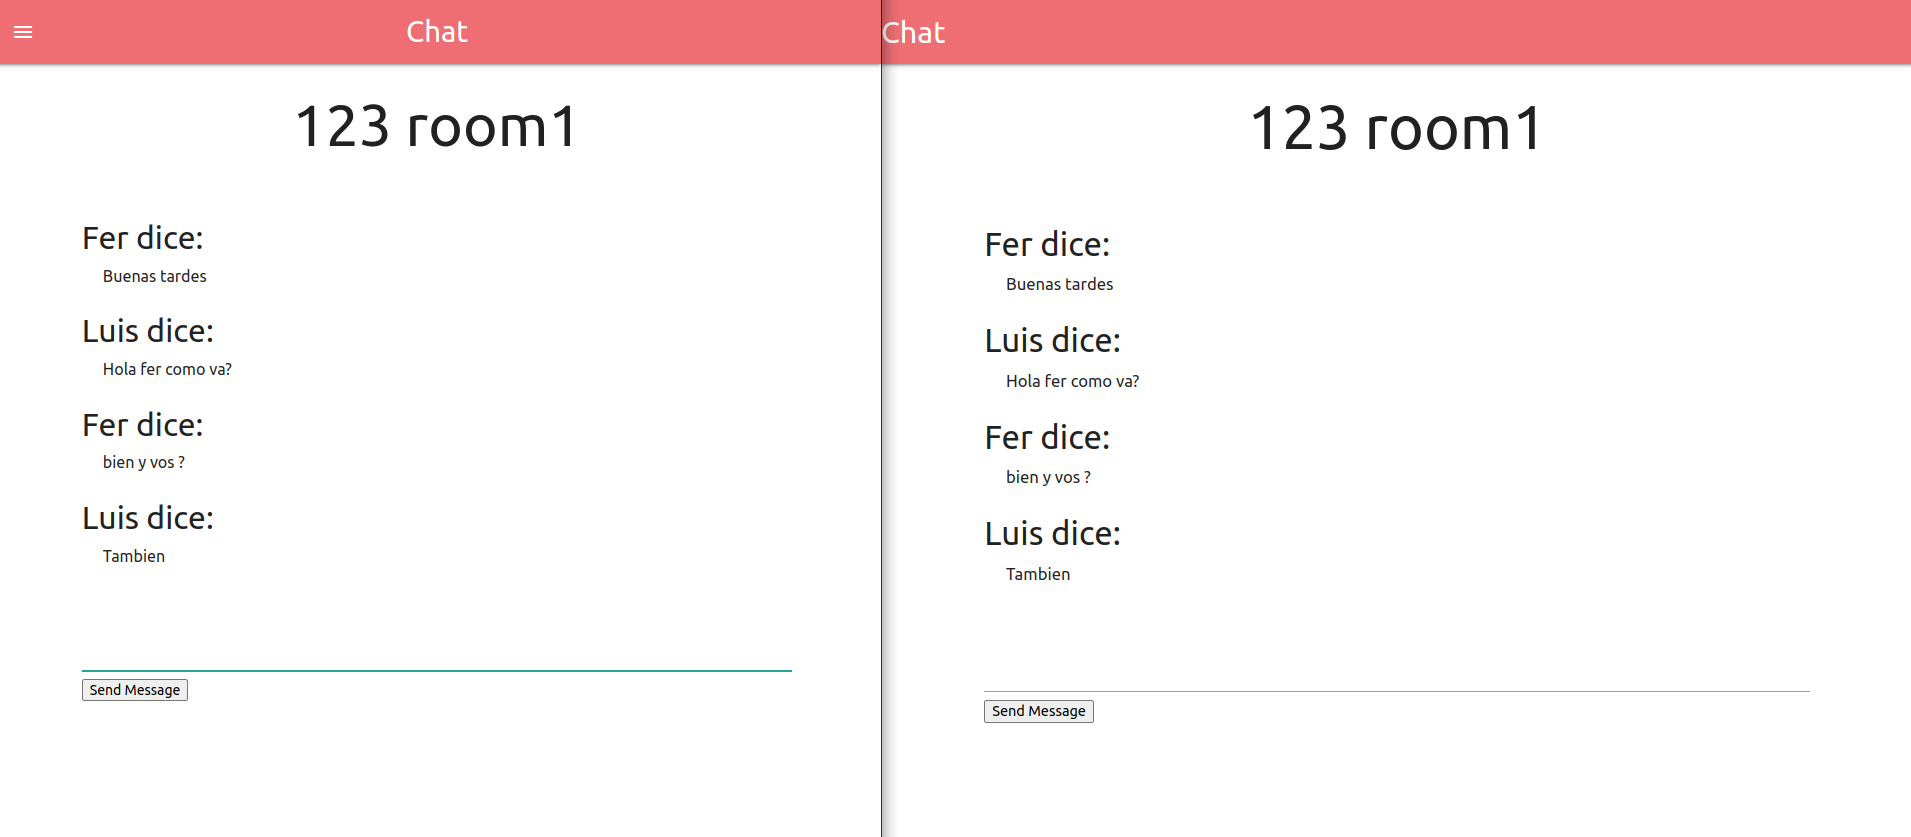 Chat
123 room1
Fer dice:
Buenas tardes
Luis dice:
Hola fer como va?
Fer dice:
bien y vos ?
Luis dice:
Tambien
Send Message
Chat
123 room1
Fer dice:
Buenas tardes
Luis dice:
Hola fer como va?
Fer dice:
bien y vos ?
Luis dice:
Tambien
Send Message